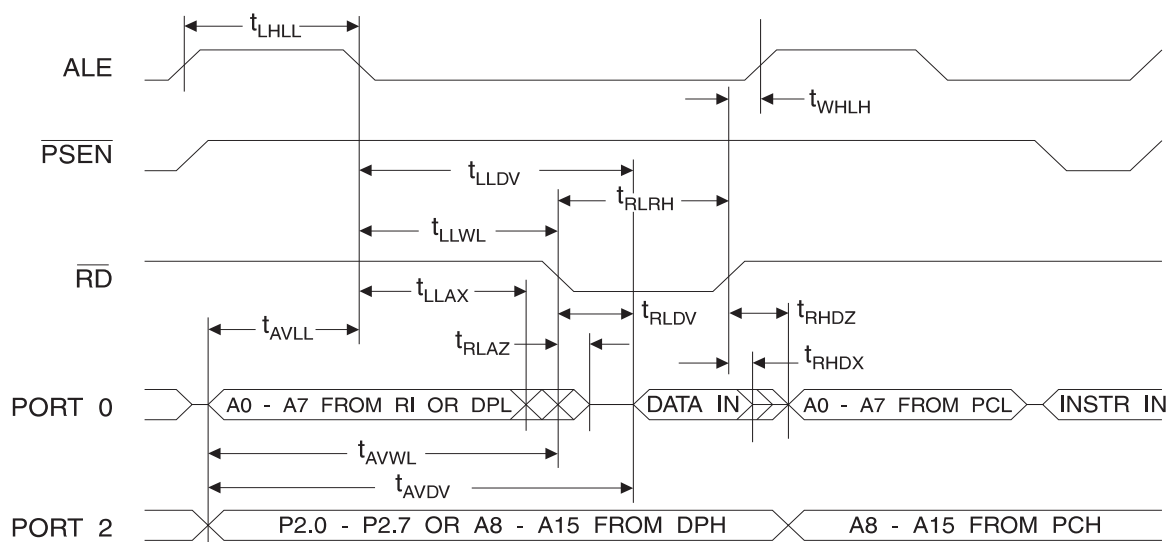 tLHLL
ALE
tWHLH
PSEN
tLLDV
tRLRH
tLLWL
RD
tLLAX
tRLDV
tRHDZ
tAVLL
tRLAZ
tRHDX
PORT 0
A0 - A7 FROM RI OR DPL
DATA IN
A0 - A7 FROM PCL
INSTR IN
tAVWL
tAVDV
PORT 2
P2.0 - P2.7 OR A8 - A15 FROM DPH
A8 - A15 FROM PCH